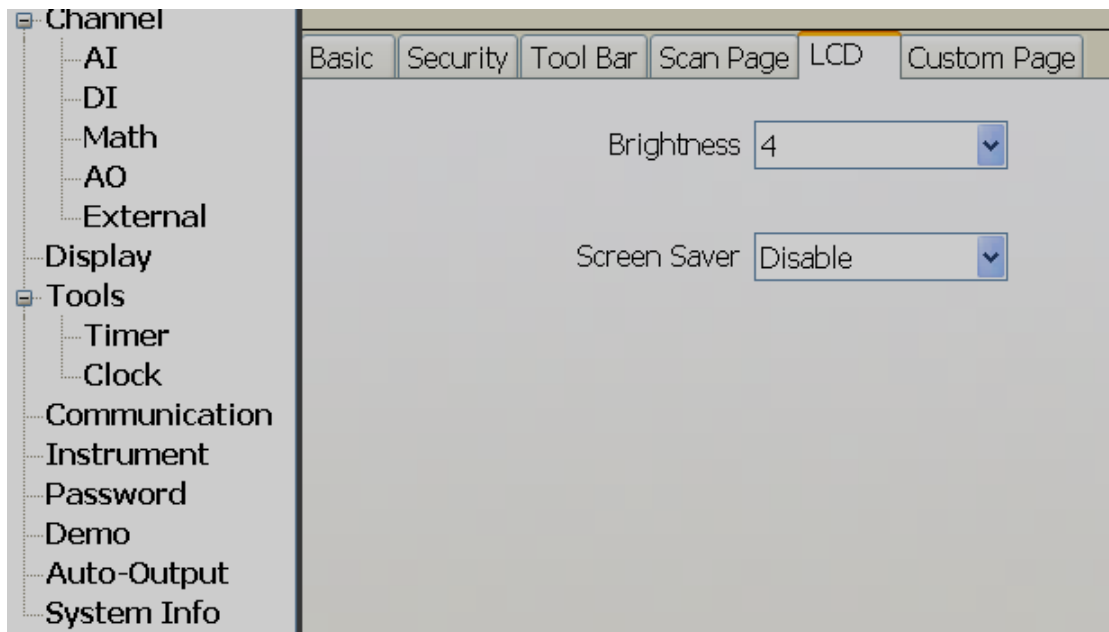 Channel
AI
DI
Math
AO
External
Display
Tools
Timer
Clock
Communication
Instrument
Password
Demo
Auto-Output
System Info
Basic Security Tool Bar Scan Page LCD Custom Page
Brightness 4
Screen Saver Disable